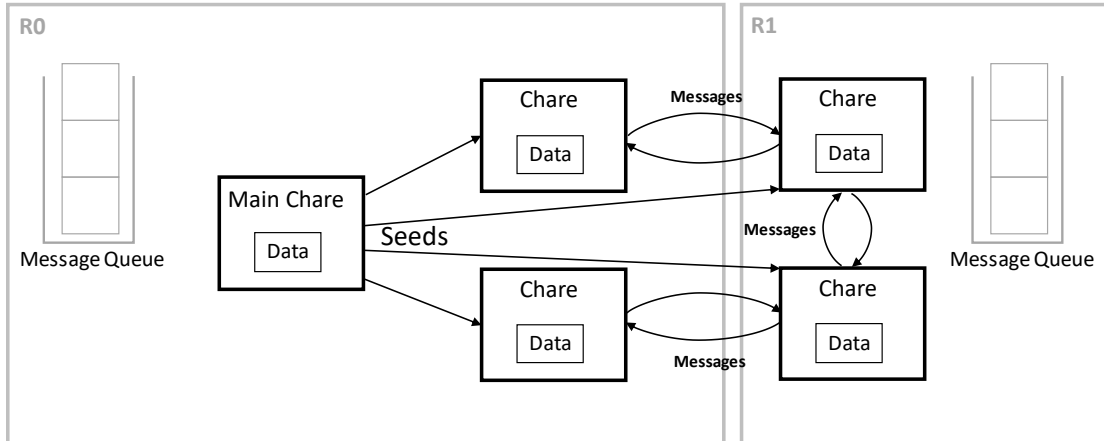 R0
R1
Chare
Messages
Chare
Data
Data
Main Chare
Seeds
Data
Messages
Message Queue
Message Queue
Chare
Chare
Data
Data
Messages